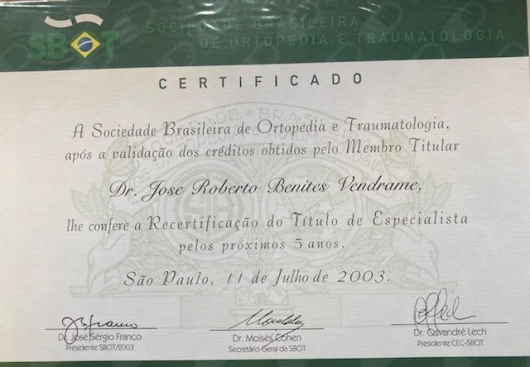 SBOT
SOCIEDADE BRASILEIRA
DE ORTOPEDIA E TRAUMATOLOGIA
CERTIFICADO
A Sociedade Brasileira de Ortopedia e Traumatologia,
após a validação dos créditos obtidos pelo Membro Titular
Dr. Jose Roberto Benites Vendrame,
lhe confere a Recertificação do Título de Especialista
pelos próximos 5 anos.
São Paulo, 11 de Julho de 2003.
Dr. José Sérgio Franco
Presidente SBOT/2003
Dr. Moisés Cohen
Secretário-Geral da SBOT
Dr. Osvandré Lech
Presidente CEC-SBOT